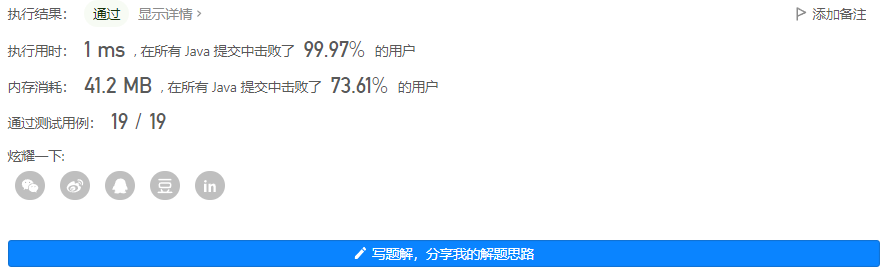 执行结果： 通过 显示详情 › 添加备注
执行用时： 1 ms , 在所有 Java 提交中击败了 99.97% 的用户
内存消耗： 41.2 MB , 在所有 Java 提交中击败了 73.61% 的用户
通过测试用例： 19 / 19
炫耀一下:
豆 in
写题解，分享我的解题思路